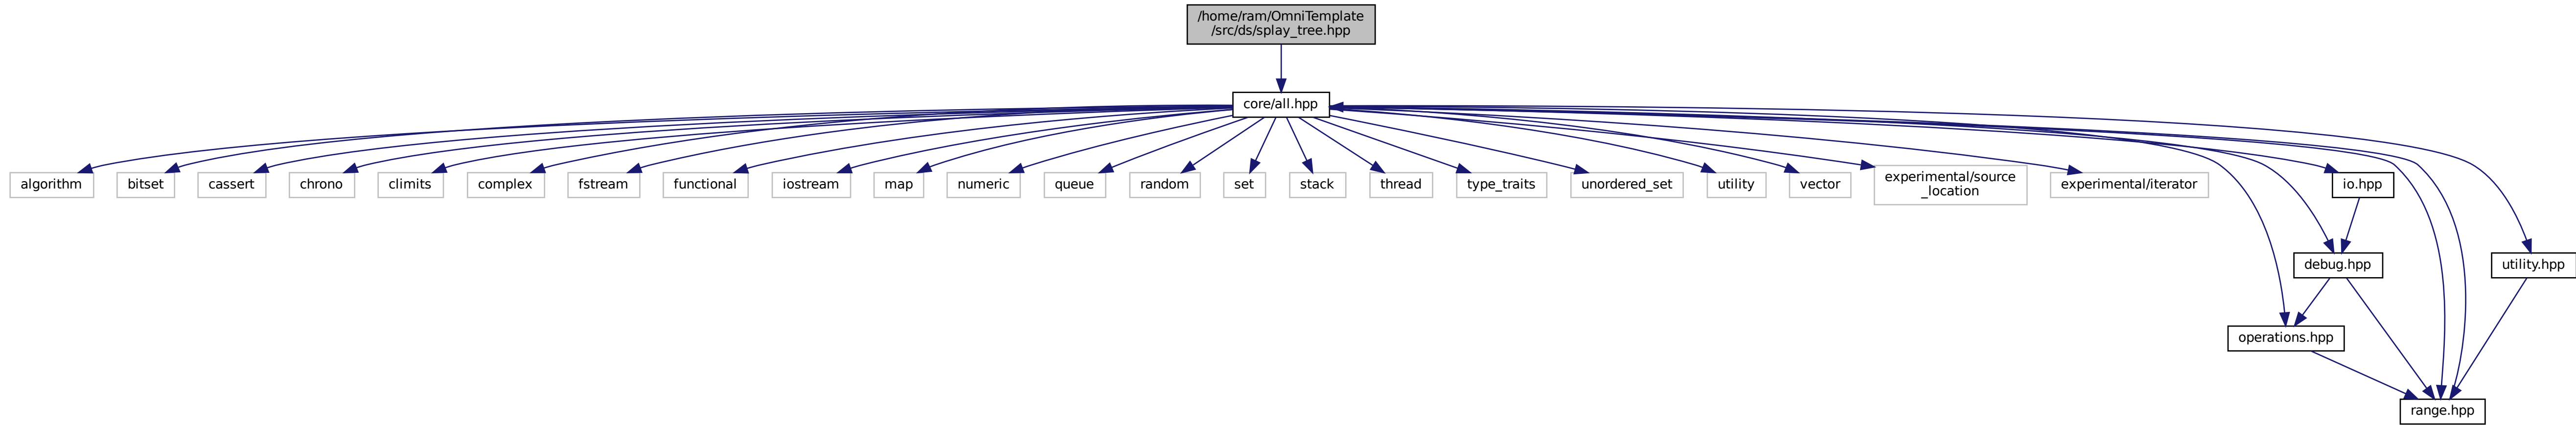 /home/ram/OmniTemplate
/src/ds/splay_tree.hpp
core/all.hpp
algorithm
bitset
cassert
chrono
climits
complex
fstream
functional
iostream
map
numeric
queue
random
set
stack
thread
type_traits
unordered_set
utility
vector
experimental/source
_location
experimental/iterator
io.hpp
debug.hpp
utility.hpp
operations.hpp
range.hpp